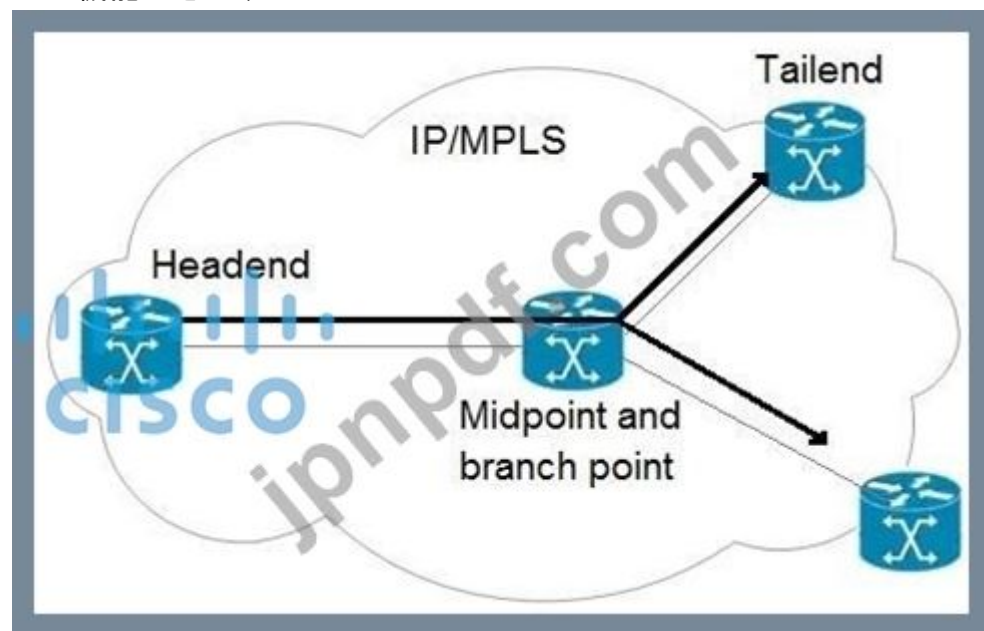 Tailend
IP/MPLS
Headend
Midpoint and
branch point
CISCO
jpnpdf.com